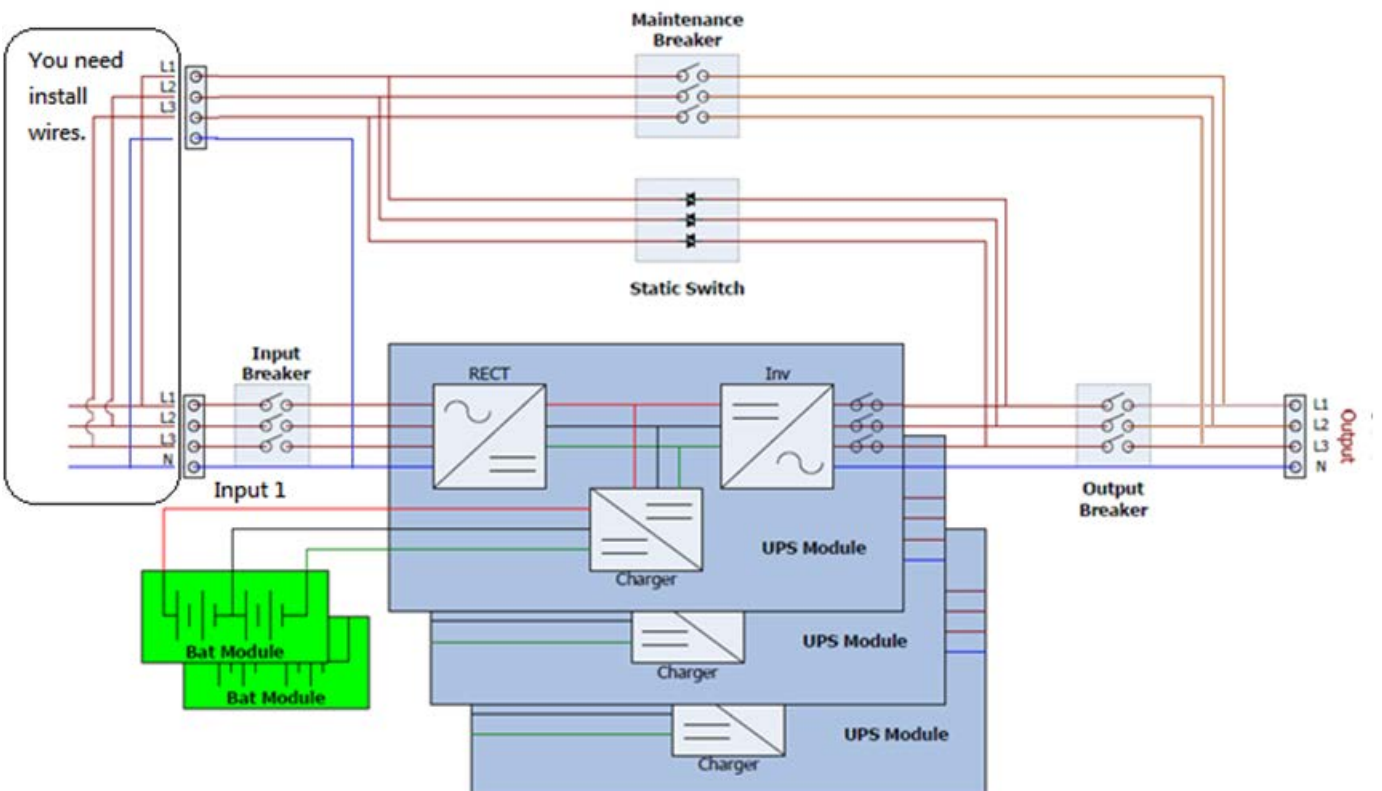 Maintenance
Breaker
You need
install
wires.
L1
L2
L3
Static Switch
Input
Breaker
RECT
Inv
L1
L2
L3
N
Input 1
L1
L2
L3
N
Output
Output
Breaker
UPS Module
Charger
Bat Module
UPS Module
Charger
Bat Module
UPS Module
Charger